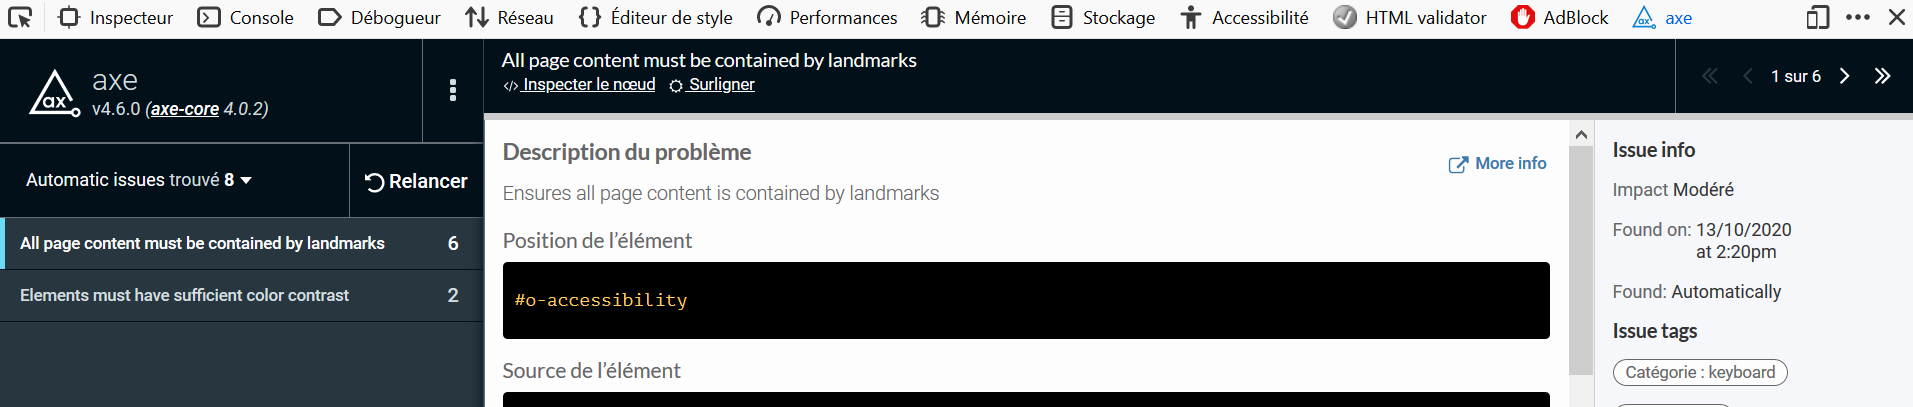 Inspecteur Console Débogueur Réseau Éditeur de style Performances Mémoire Stockage Accessibilité HTML validator AdBlock axe
axe
v4.6.0 (axe-core 4.0.2)
All page content must be contained by landmarks
</> Inspecter le nœud Surligner
1 sur 6
Automatic issues trouvé 8
Relancer
All page content must be contained by landmarks 6
Elements must have sufficient color contrast 2
Description du problème
More info
Ensures all page content is contained by landmarks
Position de l’élément
#o-accessibility
Source de l’élément
Issue info
Impact Modéré
Found on: 13/10/2020
at 2:20pm
Found: Automatically
Issue tags
Catégorie : keyboard